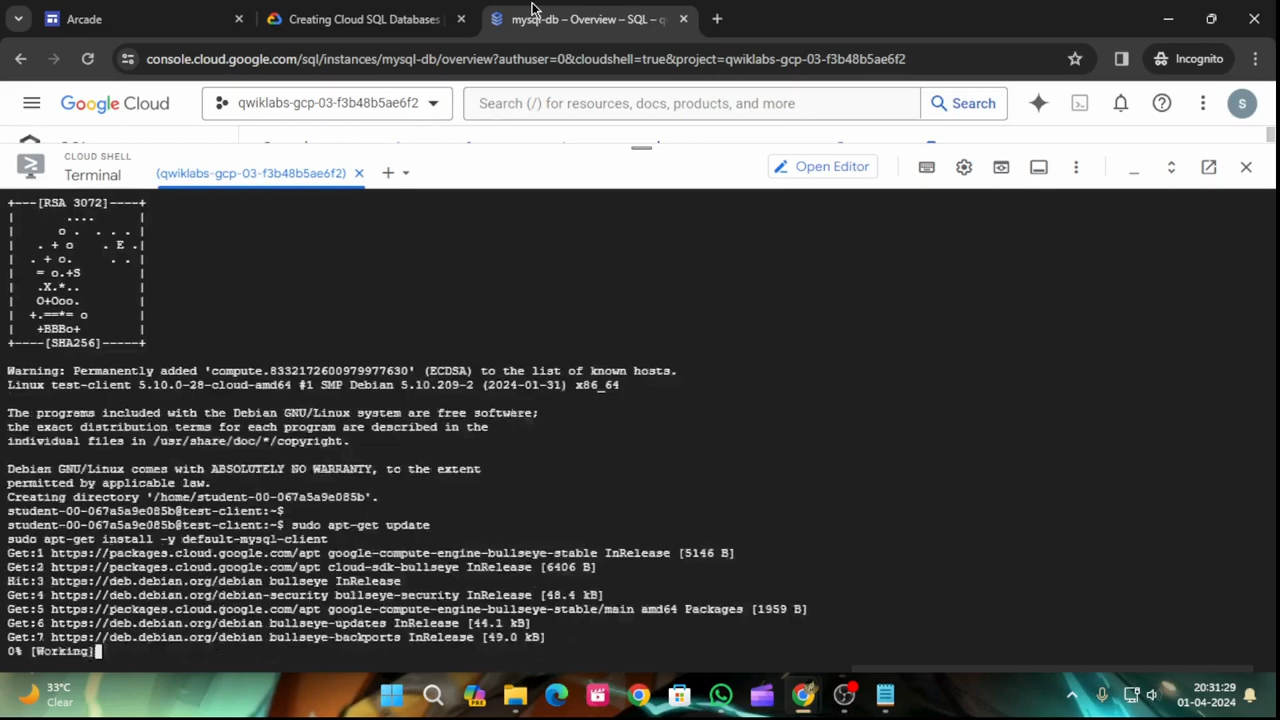 Arcade
Creating Cloud SQL Databases
mysql-db – Overview – SQL – q
console.cloud.google.com/sql/instances/mysql-db/overview?authuser=0&cloudshell=true&project=qwiklabs-gcp-03-f3b48b5ae6f2
Incognito
Google Cloud
qwiklabs-gcp-03-f3b48b5ae6f2
Search (/) for resources, docs, products, and more
Search
S
CLOUD SHELL
Terminal
(qwiklabs-gcp-03-f3b48b5ae6f2)
Open Editor
+---[RSA 3072]----+
|       ....      |
|      o .  . . . |
|   . + o    . E .|
|  . + o.     . . |
|   = o.+S        |
|   .X.*..        |
|   O+Ooo.        |
|  +.==*= o       |
|   +BBBo+        |
+----[SHA256]-----+
Warning: Permanently added 'compute.8332172600979977630' (ECDSA) to the list of known hosts.
Linux test-client 5.10.0-28-cloud-amd64 #1 SMP Debian 5.10.209-2 (2024-01-31) x86_64
The programs included with the Debian GNU/Linux system are free software;
the exact distribution terms for each program are described in the
individual files in /usr/share/doc/*/copyright.
Debian GNU/Linux comes with ABSOLUTELY NO WARRANTY, to the extent
permitted by applicable law.
Creating directory '/home/student-00-067a5a9e085b'.
student-00-067a5a9e085b@test-client:~$
student-00-067a5a9e085b@test-client:~$ sudo apt-get update
sudo apt-get install -y default-mysql-client
Get:1 https://packages.cloud.google.com/apt google-compute-engine-bullseye-stable InRelease [5146 B]
Get:2 https://packages.cloud.google.com/apt cloud-sdk-bullseye InRelease [6406 B]
Hit:3 https://deb.debian.org/debian bullseye InRelease
Get:4 https://deb.debian.org/debian-security bullseye-security InRelease [48.4 kB]
Get:5 https://packages.cloud.google.com/apt google-compute-engine-bullseye-stable/main amd64 Packages [1959 B]
Get:6 https://deb.debian.org/debian bullseye-updates InRelease [44.1 kB]
Get:7 https://deb.debian.org/debian bullseye-backports InRelease [49.0 kB]
0% [Working]
33°C
Clear
PRE
20:31:29
01-04-2024